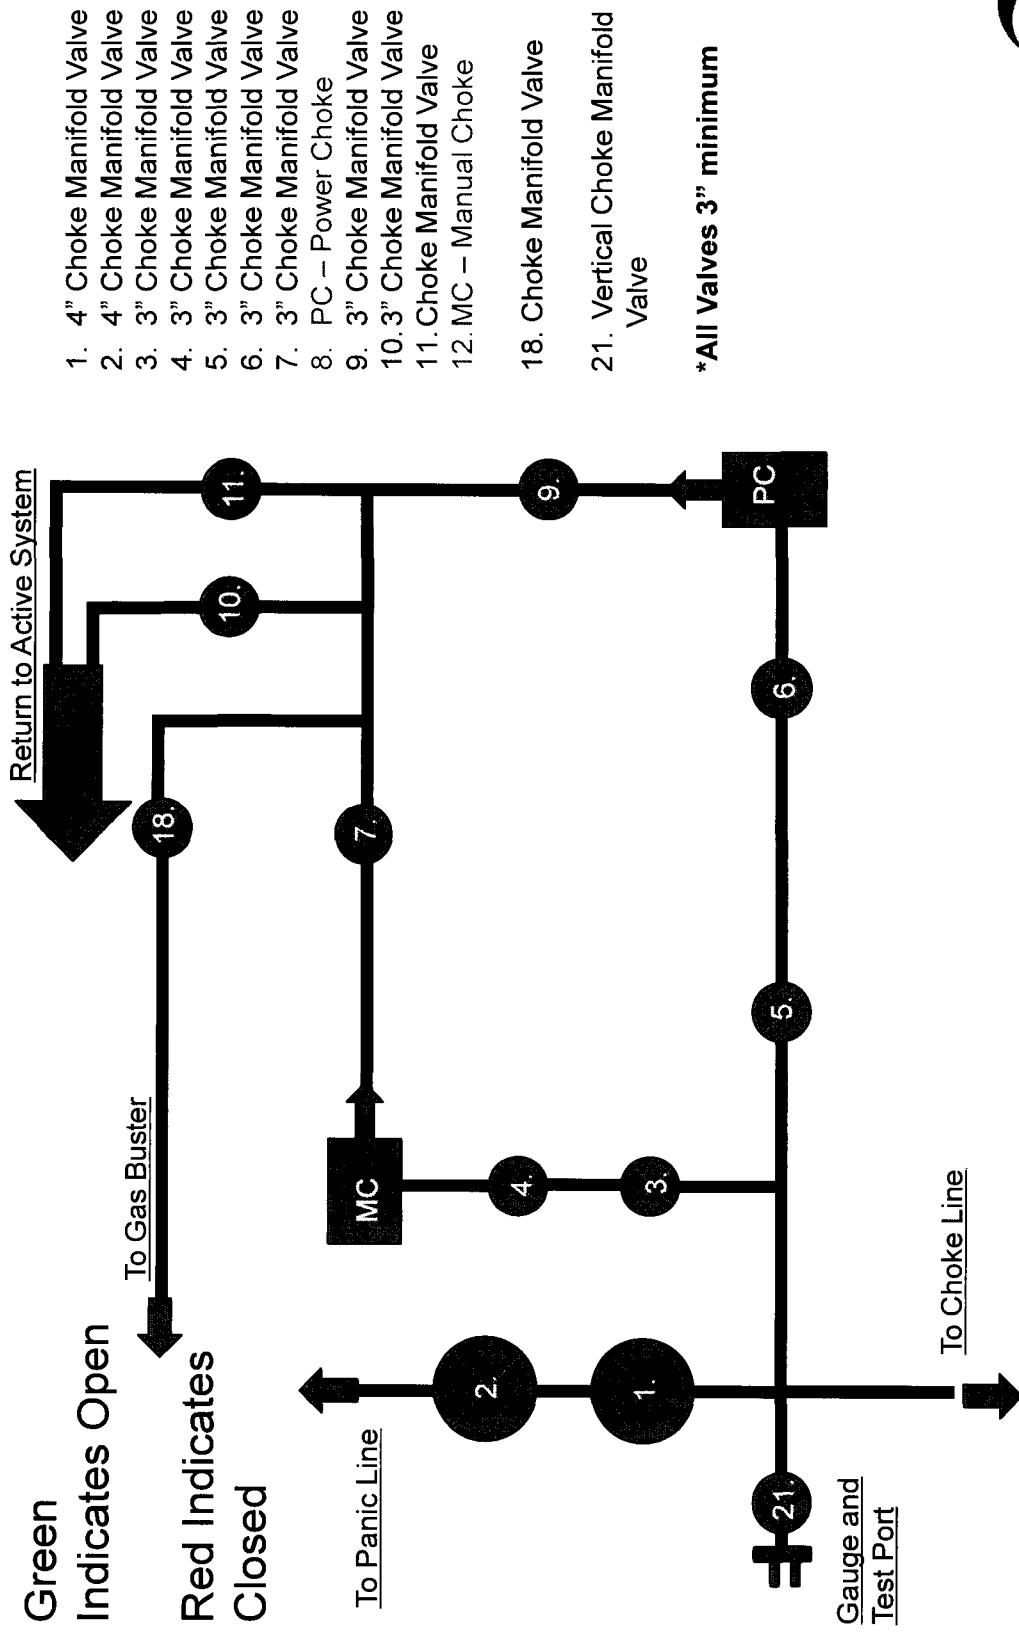 Green
Indicates Open
Red Indicates
Closed
To Gas Buster
Return to Active System
To Panic Line
Gauge and
Test Port
To Choke Line
18.
10.
11.
7.
MC
4.
3.
2.
1.
21.
5.
6.
PC
9.
1. 4” Choke Manifold Valve
2. 4” Choke Manifold Valve
3. 3” Choke Manifold Valve
4. 3” Choke Manifold Valve
5. 3” Choke Manifold Valve
6. 3” Choke Manifold Valve
7. 3” Choke Manifold Valve
8. PC – Power Choke
9. 3” Choke Manifold Valve
10. 3” Choke Manifold Valve
11. Choke Manifold Valve
12. MC – Manual Choke
18. Choke Manifold Valve
21. Vertical Choke Manifold
Valve
*All Valves 3” minimum